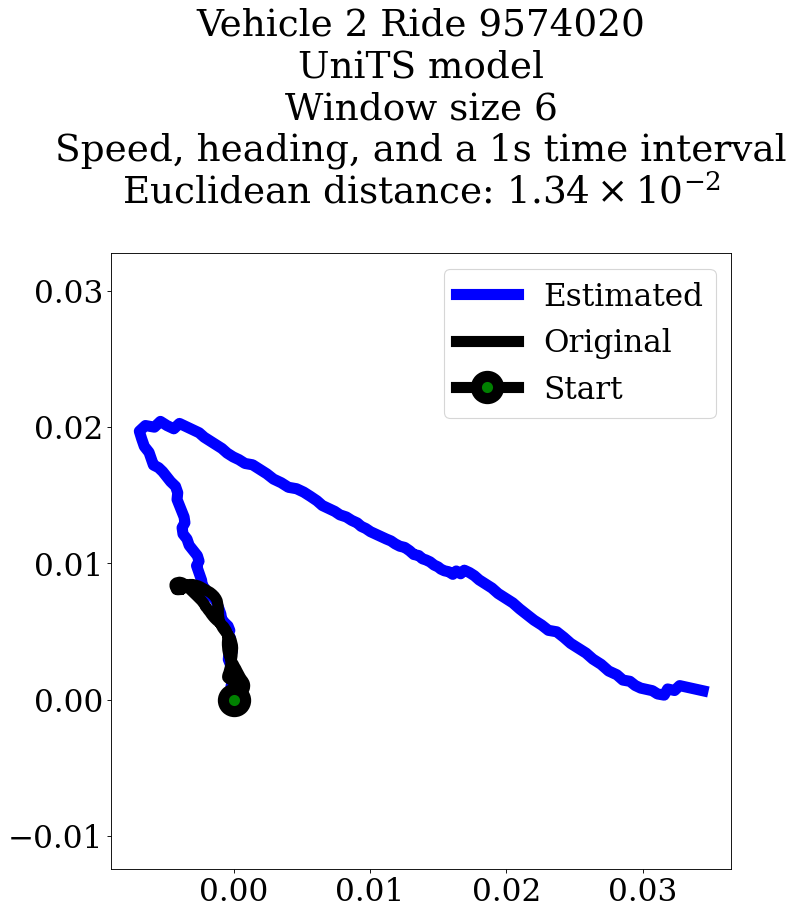 Vehicle 2 Ride 9574020
UniTS model
Window size 6
Speed, heading, and a 1s time interval
Euclidean distance: 1.34 × 10⁻²
Estimated
Original
Start
0.03
0.02
0.01
0.00
−0.01
0.00 0.01 0.02 0.03